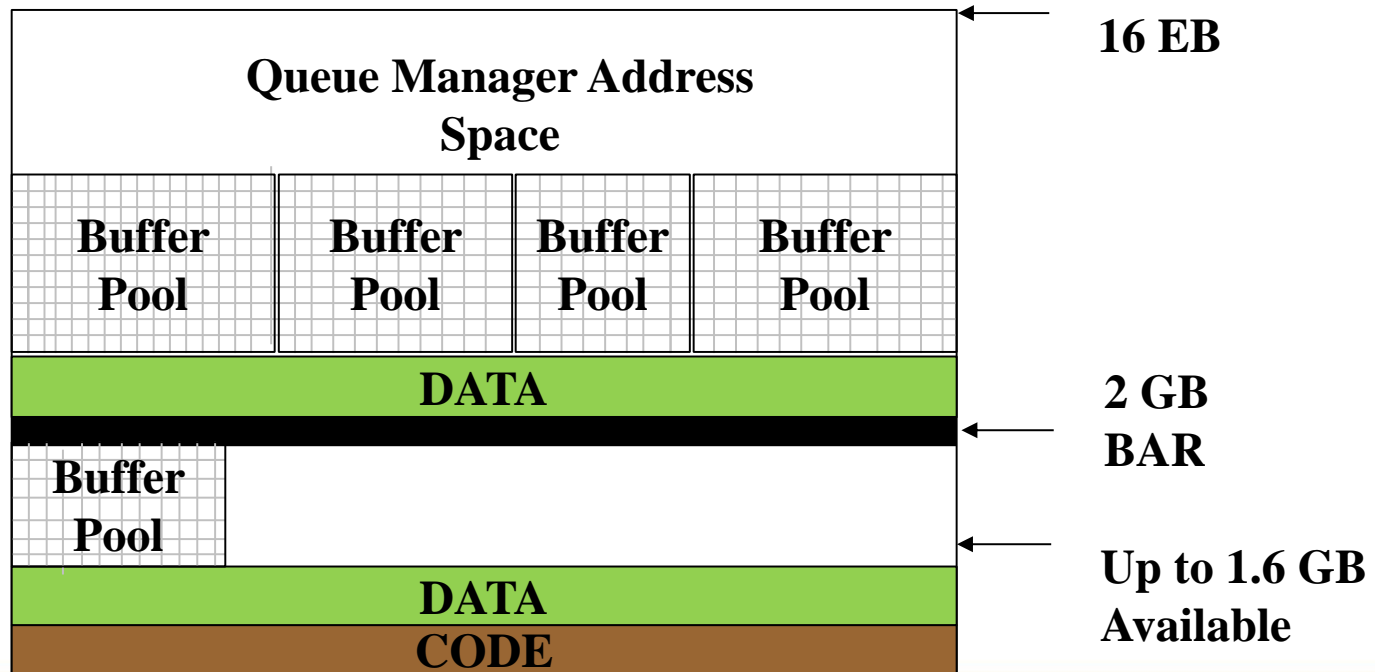 16 EB
Queue Manager Address
Space
Buffer
Pool
Buffer
Pool
Buffer
Pool
Buffer
Pool
DATA
2 GB
BAR
Buffer
Pool
Up to 1.6 GB
Available
DATA
CODE